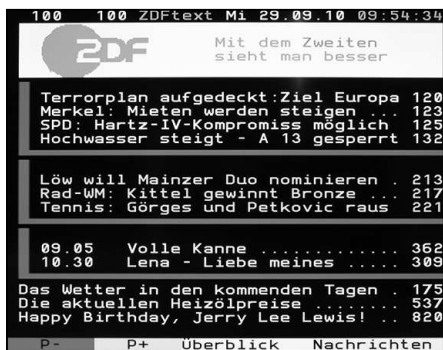 100 100 ZDFtext Mi 29.09.10 09:54:34
ZDF
Mit dem Zweiten
sieht man besser
Terrorplan aufgedeckt:Ziel Europa 120
Merkel: Mieten werden steigen ... 123
SPD: Hartz-IV-Kompromiss möglich 125
Hochwasser steigt - A 13 gesperrt 132
Löw will Mainzer Duo nominieren . 213
Rad-WM: Kittel gewinnt Bronze ... 217
Tennis: Görges und Petkovic raus 221
09.05 Volle Kanne ............. 362
10.30 Lena - Liebe meines ..... 309
Das Wetter in den kommenden Tagen . 175
Die aktuellen Heizölpreise ........ 537
Happy Birthday, Jerry Lee Lewis! .. 820
P- P+ Überblick Nachrichten